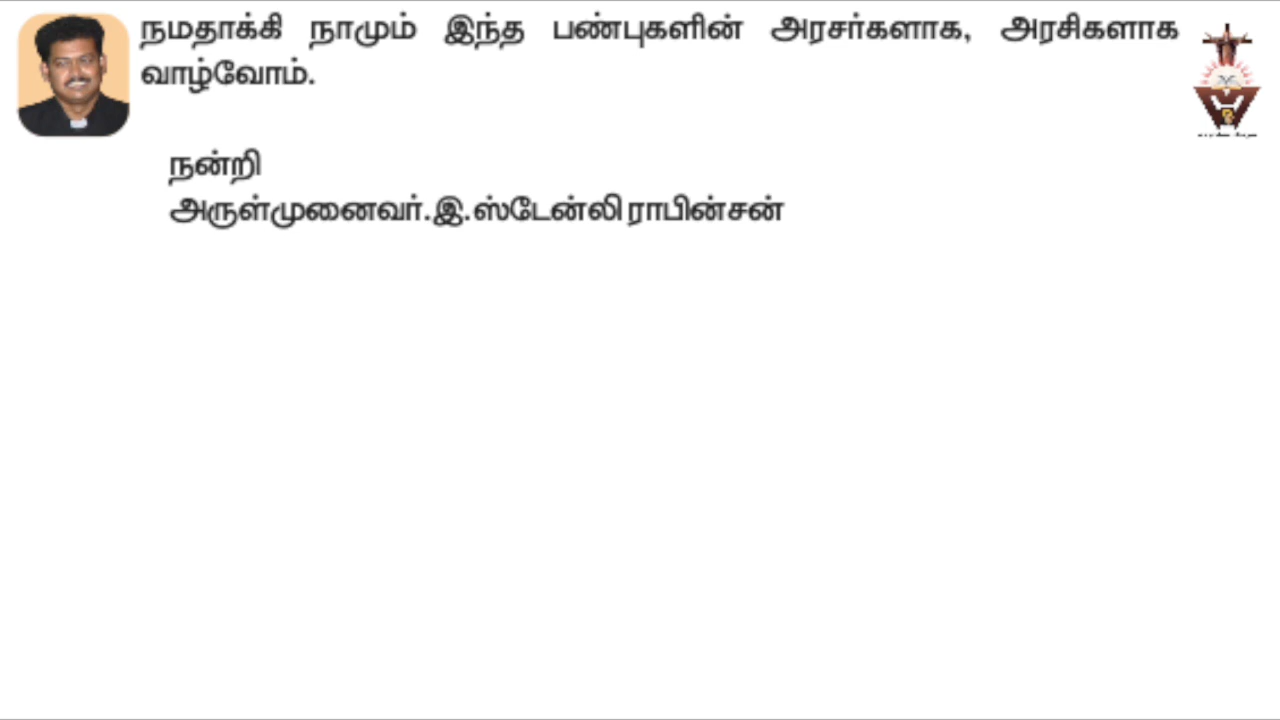 நமதாக்கி நாமும் இந்த பண்புகளின் அரசர்களாக, அரசிகளாக
வாழ்வோம்.
நன்றி
அருள்முனைவர்.இ.ஸ்டேன்லி ராபின்சன்